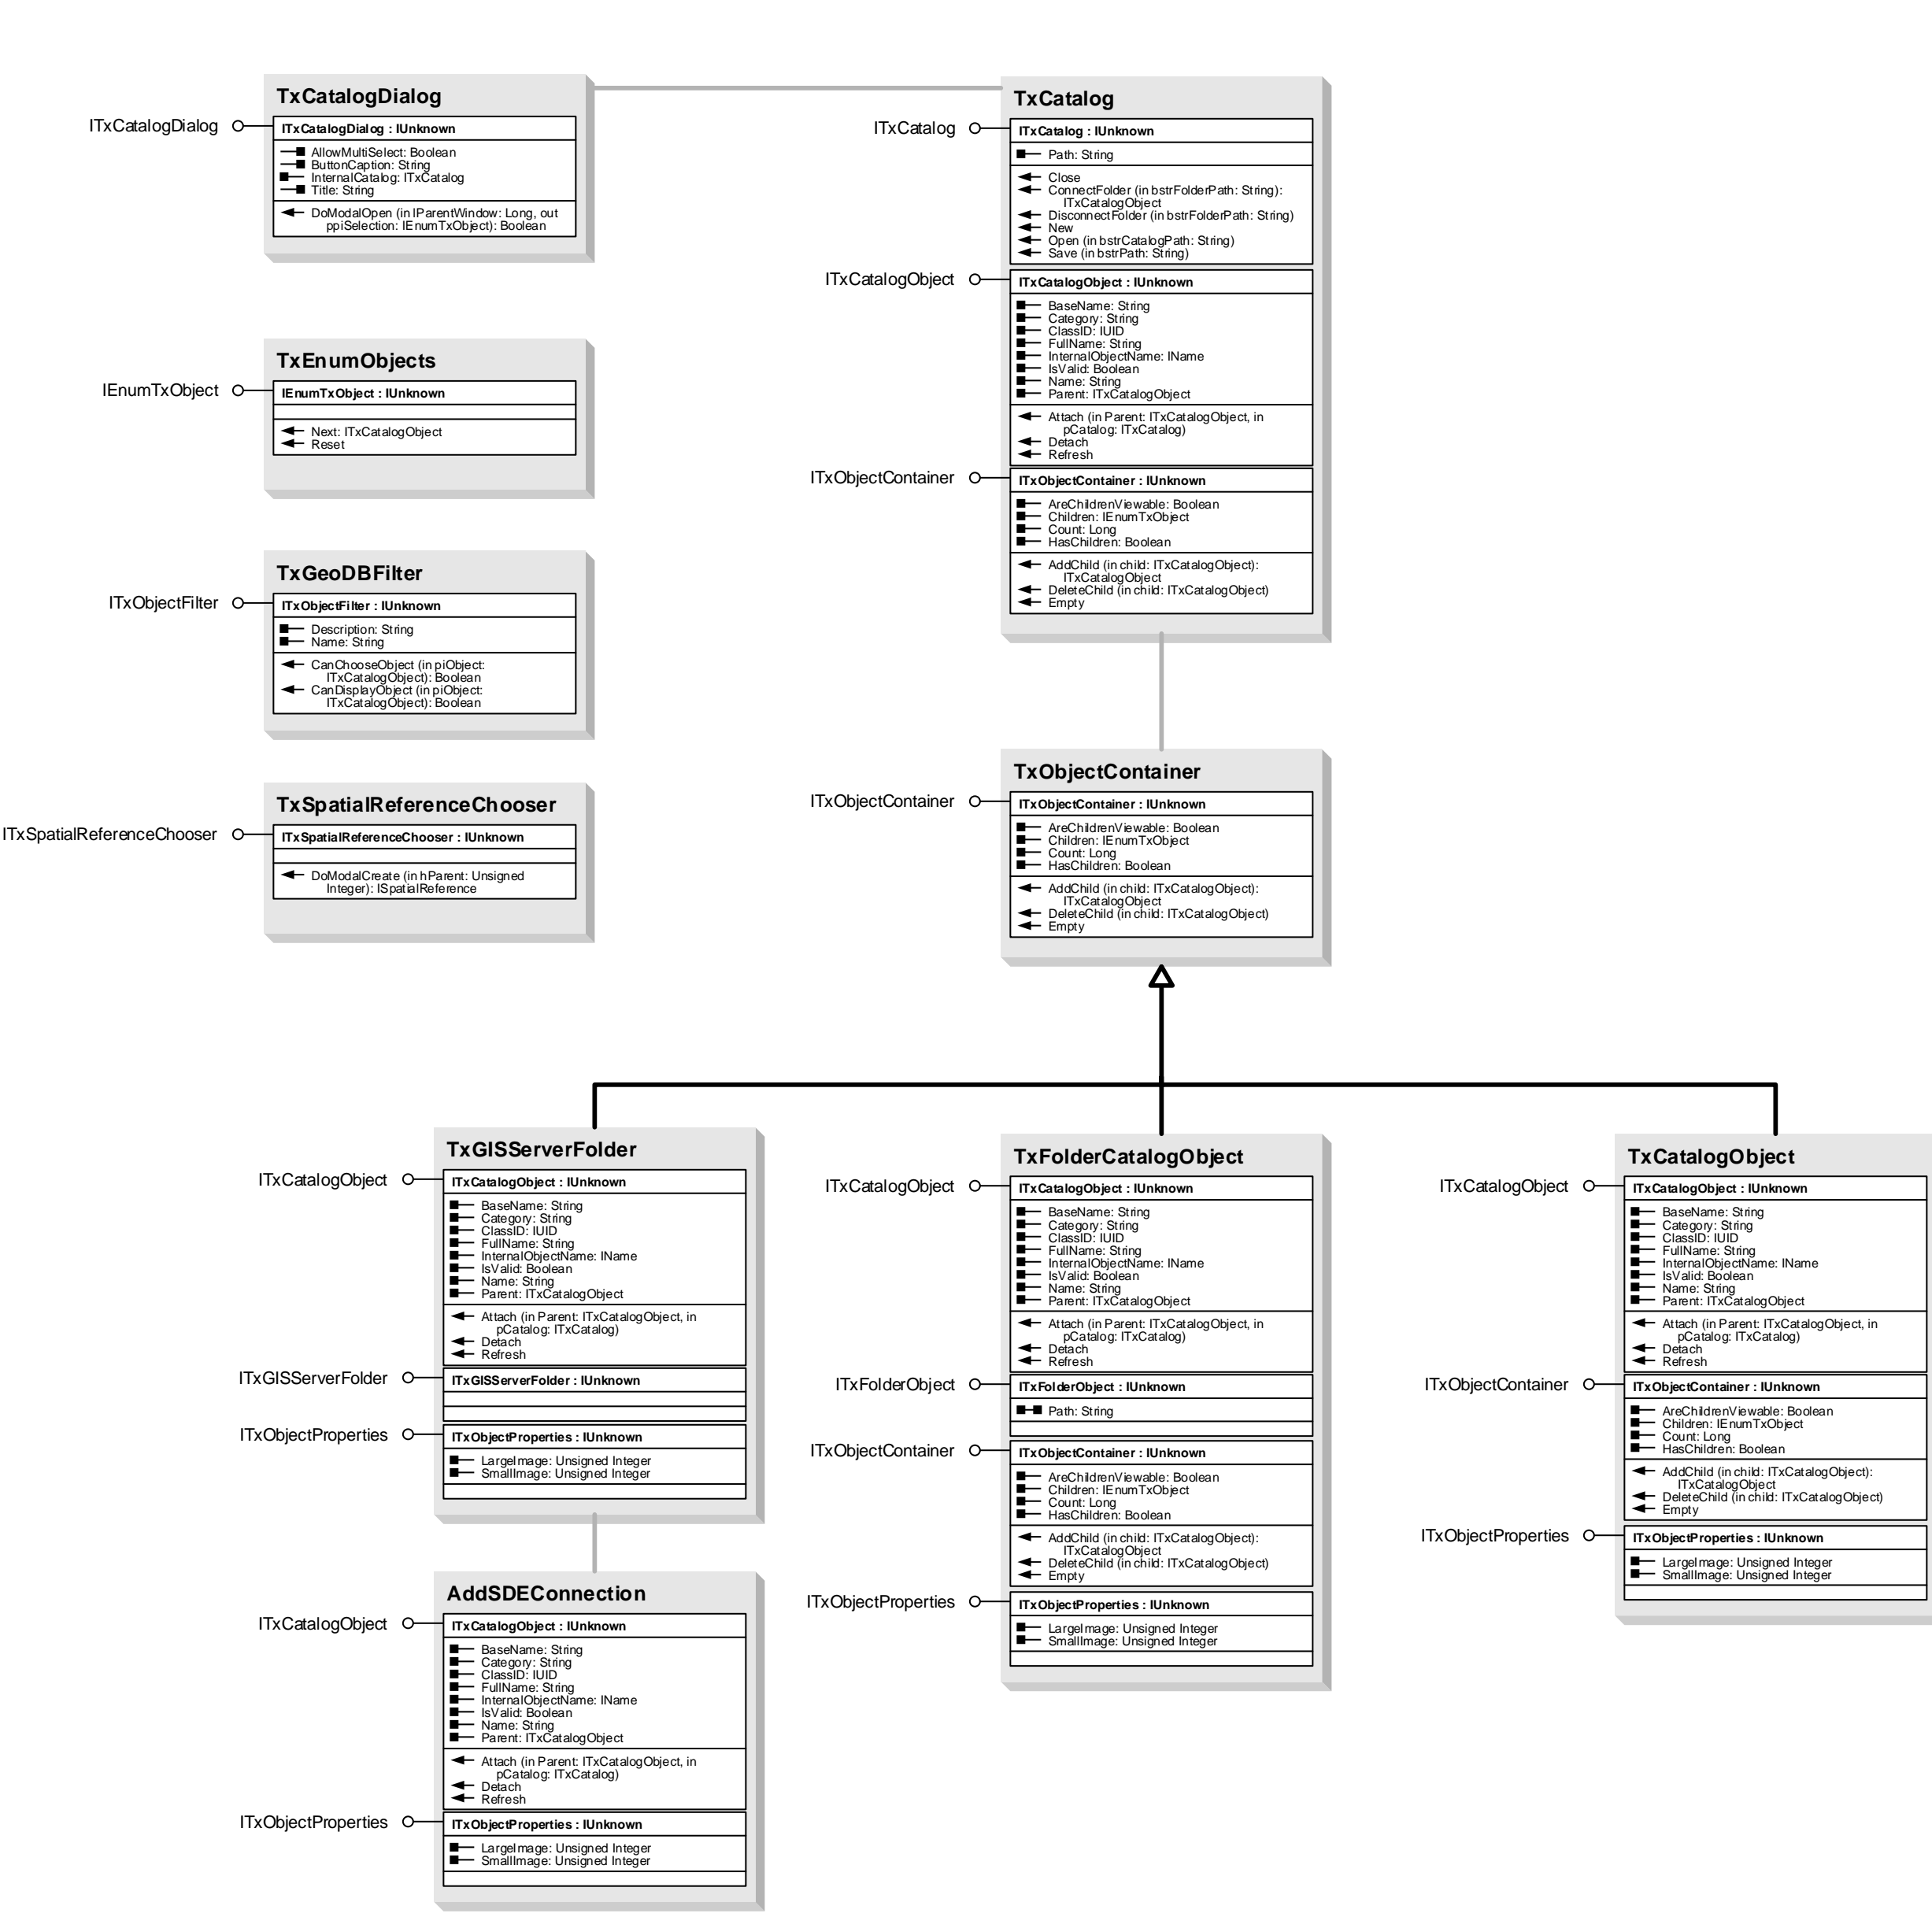 TxCatalogDialog
ITxCatalogDialog
ITxCatalogDialog : IUnknown
AllowMultiSelect: Boolean
ButtonCaption: String
InternalCatalog: ITxCatalog
Title: String
DoModalOpen (in lParentWindow: Long, out
ppiSelection: IEnumTxObject): Boolean
TxEnumObjects
IEnumTxObject
IEnumTxObject : IUnknown
Next: ITxCatalogObject
Reset
TxGeoDBFilter
ITxObjectFilter
ITxObjectFilter : IUnknown
Description: String
Name: String
CanChooseObject (in piObject:
ITxCatalogObject): Boolean
CanDisplayObject (in piObject:
ITxCatalogObject): Boolean
TxSpatialReferenceChooser
ITxSpatialReferenceChooser
ITxSpatialReferenceChooser : IUnknown
DoModalCreate (in hParent: Unsigned
Integer): ISpatialReference
TxCatalog
ITxCatalog
ITxCatalog : IUnknown
Path: String
Close
ConnectFolder (in bstrFolderPath: String):
ITxCatalogObject
DisconnectFolder (in bstrFolderPath: String)
New
Open (in bstrCatalogPath: String)
Save (in bstrPath: String)
ITxCatalogObject
ITxCatalogObject : IUnknown
BaseName: String
Category: String
ClassID: IUID
FullName: String
InternalObjectName: IName
IsValid: Boolean
Name: String
Parent: ITxCatalogObject
Attach (in Parent: ITxCatalogObject, in
pCatalog: ITxCatalog)
Detach
Refresh
ITxObjectContainer
ITxObjectContainer : IUnknown
AreChildrenViewable: Boolean
Children: IEnumTxObject
Count: Long
HasChildren: Boolean
AddChild (in child: ITxCatalogObject):
ITxCatalogObject
DeleteChild (in child: ITxCatalogObject)
Empty
TxObjectContainer
ITxObjectContainer
ITxObjectContainer : IUnknown
AreChildrenViewable: Boolean
Children: IEnumTxObject
Count: Long
HasChildren: Boolean
AddChild (in child: ITxCatalogObject):
ITxCatalogObject
DeleteChild (in child: ITxCatalogObject)
Empty
TxGISServerFolder
ITxCatalogObject
ITxCatalogObject : IUnknown
BaseName: String
Category: String
ClassID: IUID
FullName: String
InternalObjectName: IName
IsValid: Boolean
Name: String
Parent: ITxCatalogObject
Attach (in Parent: ITxCatalogObject, in
pCatalog: ITxCatalog)
Detach
Refresh
ITxGISServerFolder
ITxGISServerFolder : IUnknown
ITxObjectProperties
ITxObjectProperties : IUnknown
LargeImage: Unsigned Integer
SmallImage: Unsigned Integer
AddSDEConnection
ITxCatalogObject
ITxCatalogObject : IUnknown
BaseName: String
Category: String
ClassID: IUID
FullName: String
InternalObjectName: IName
IsValid: Boolean
Name: String
Parent: ITxCatalogObject
Attach (in Parent: ITxCatalogObject, in
pCatalog: ITxCatalog)
Detach
Refresh
ITxObjectProperties
ITxObjectProperties : IUnknown
LargeImage: Unsigned Integer
SmallImage: Unsigned Integer
TxFolderCatalogObject
ITxCatalogObject
ITxCatalogObject : IUnknown
BaseName: String
Category: String
ClassID: IUID
FullName: String
InternalObjectName: IName
IsValid: Boolean
Name: String
Parent: ITxCatalogObject
Attach (in Parent: ITxCatalogObject, in
pCatalog: ITxCatalog)
Detach
Refresh
ITxFolderObject
ITxFolderObject : IUnknown
Path: String
ITxObjectContainer
ITxObjectContainer : IUnknown
AreChildrenViewable: Boolean
Children: IEnumTxObject
Count: Long
HasChildren: Boolean
AddChild (in child: ITxCatalogObject):
ITxCatalogObject
DeleteChild (in child: ITxCatalogObject)
Empty
ITxObjectProperties
ITxObjectProperties : IUnknown
LargeImage: Unsigned Integer
SmallImage: Unsigned Integer
TxCatalogObject
ITxCatalogObject
ITxCatalogObject : IUnknown
BaseName: String
Category: String
ClassID: IUID
FullName: String
InternalObjectName: IName
IsValid: Boolean
Name: String
Parent: ITxCatalogObject
Attach (in Parent: ITxCatalogObject, in
pCatalog: ITxCatalog)
Detach
Refresh
ITxObjectContainer
ITxObjectContainer : IUnknown
AreChildrenViewable: Boolean
Children: IEnumTxObject
Count: Long
HasChildren: Boolean
AddChild (in child: ITxCatalogObject):
ITxCatalogObject
DeleteChild (in child: ITxCatalogObject)
Empty
ITxObjectProperties
ITxObjectProperties : IUnknown
LargeImage: Unsigned Integer
SmallImage: Unsigned Integer